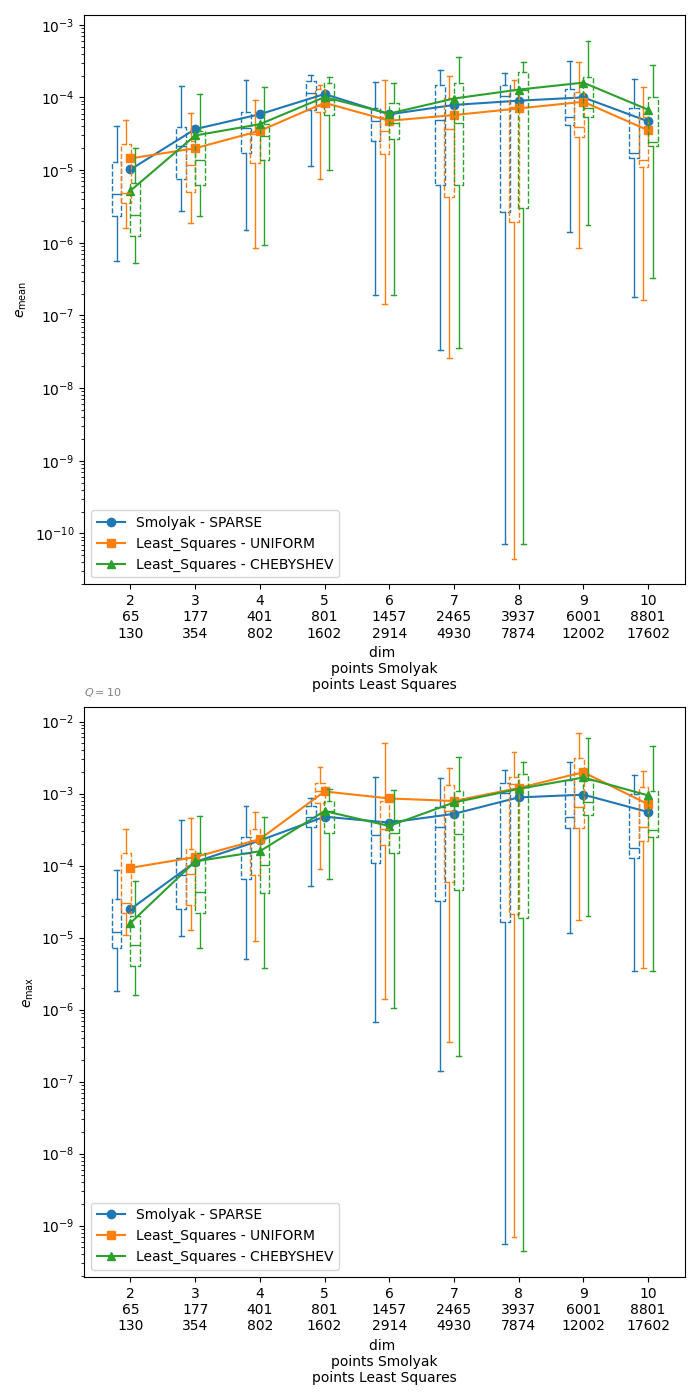 10⁻³
10⁻⁴
10⁻⁵
10⁻⁶
10⁻⁷
10⁻⁸
10⁻⁹
10⁻¹⁰
e_mean
Smolyak - SPARSE
Least_Squares - UNIFORM
Least_Squares - CHEBYSHEV
2 3 4 5 6 7 8 9 10
65 177 401 801 1457 2465 3937 6001 8801
130 354 802 1602 2914 4930 7874 12002 17602
dim
points Smolyak
points Least Squares
Q = 10
10⁻²
10⁻³
10⁻⁴
10⁻⁵
10⁻⁶
10⁻⁷
10⁻⁸
10⁻⁹
e_max
Smolyak - SPARSE
Least_Squares - UNIFORM
Least_Squares - CHEBYSHEV
2 3 4 5 6 7 8 9 10
65 177 401 801 1457 2465 3937 6001 8801
130 354 802 1602 2914 4930 7874 12002 17602
dim
points Smolyak
points Least Squares